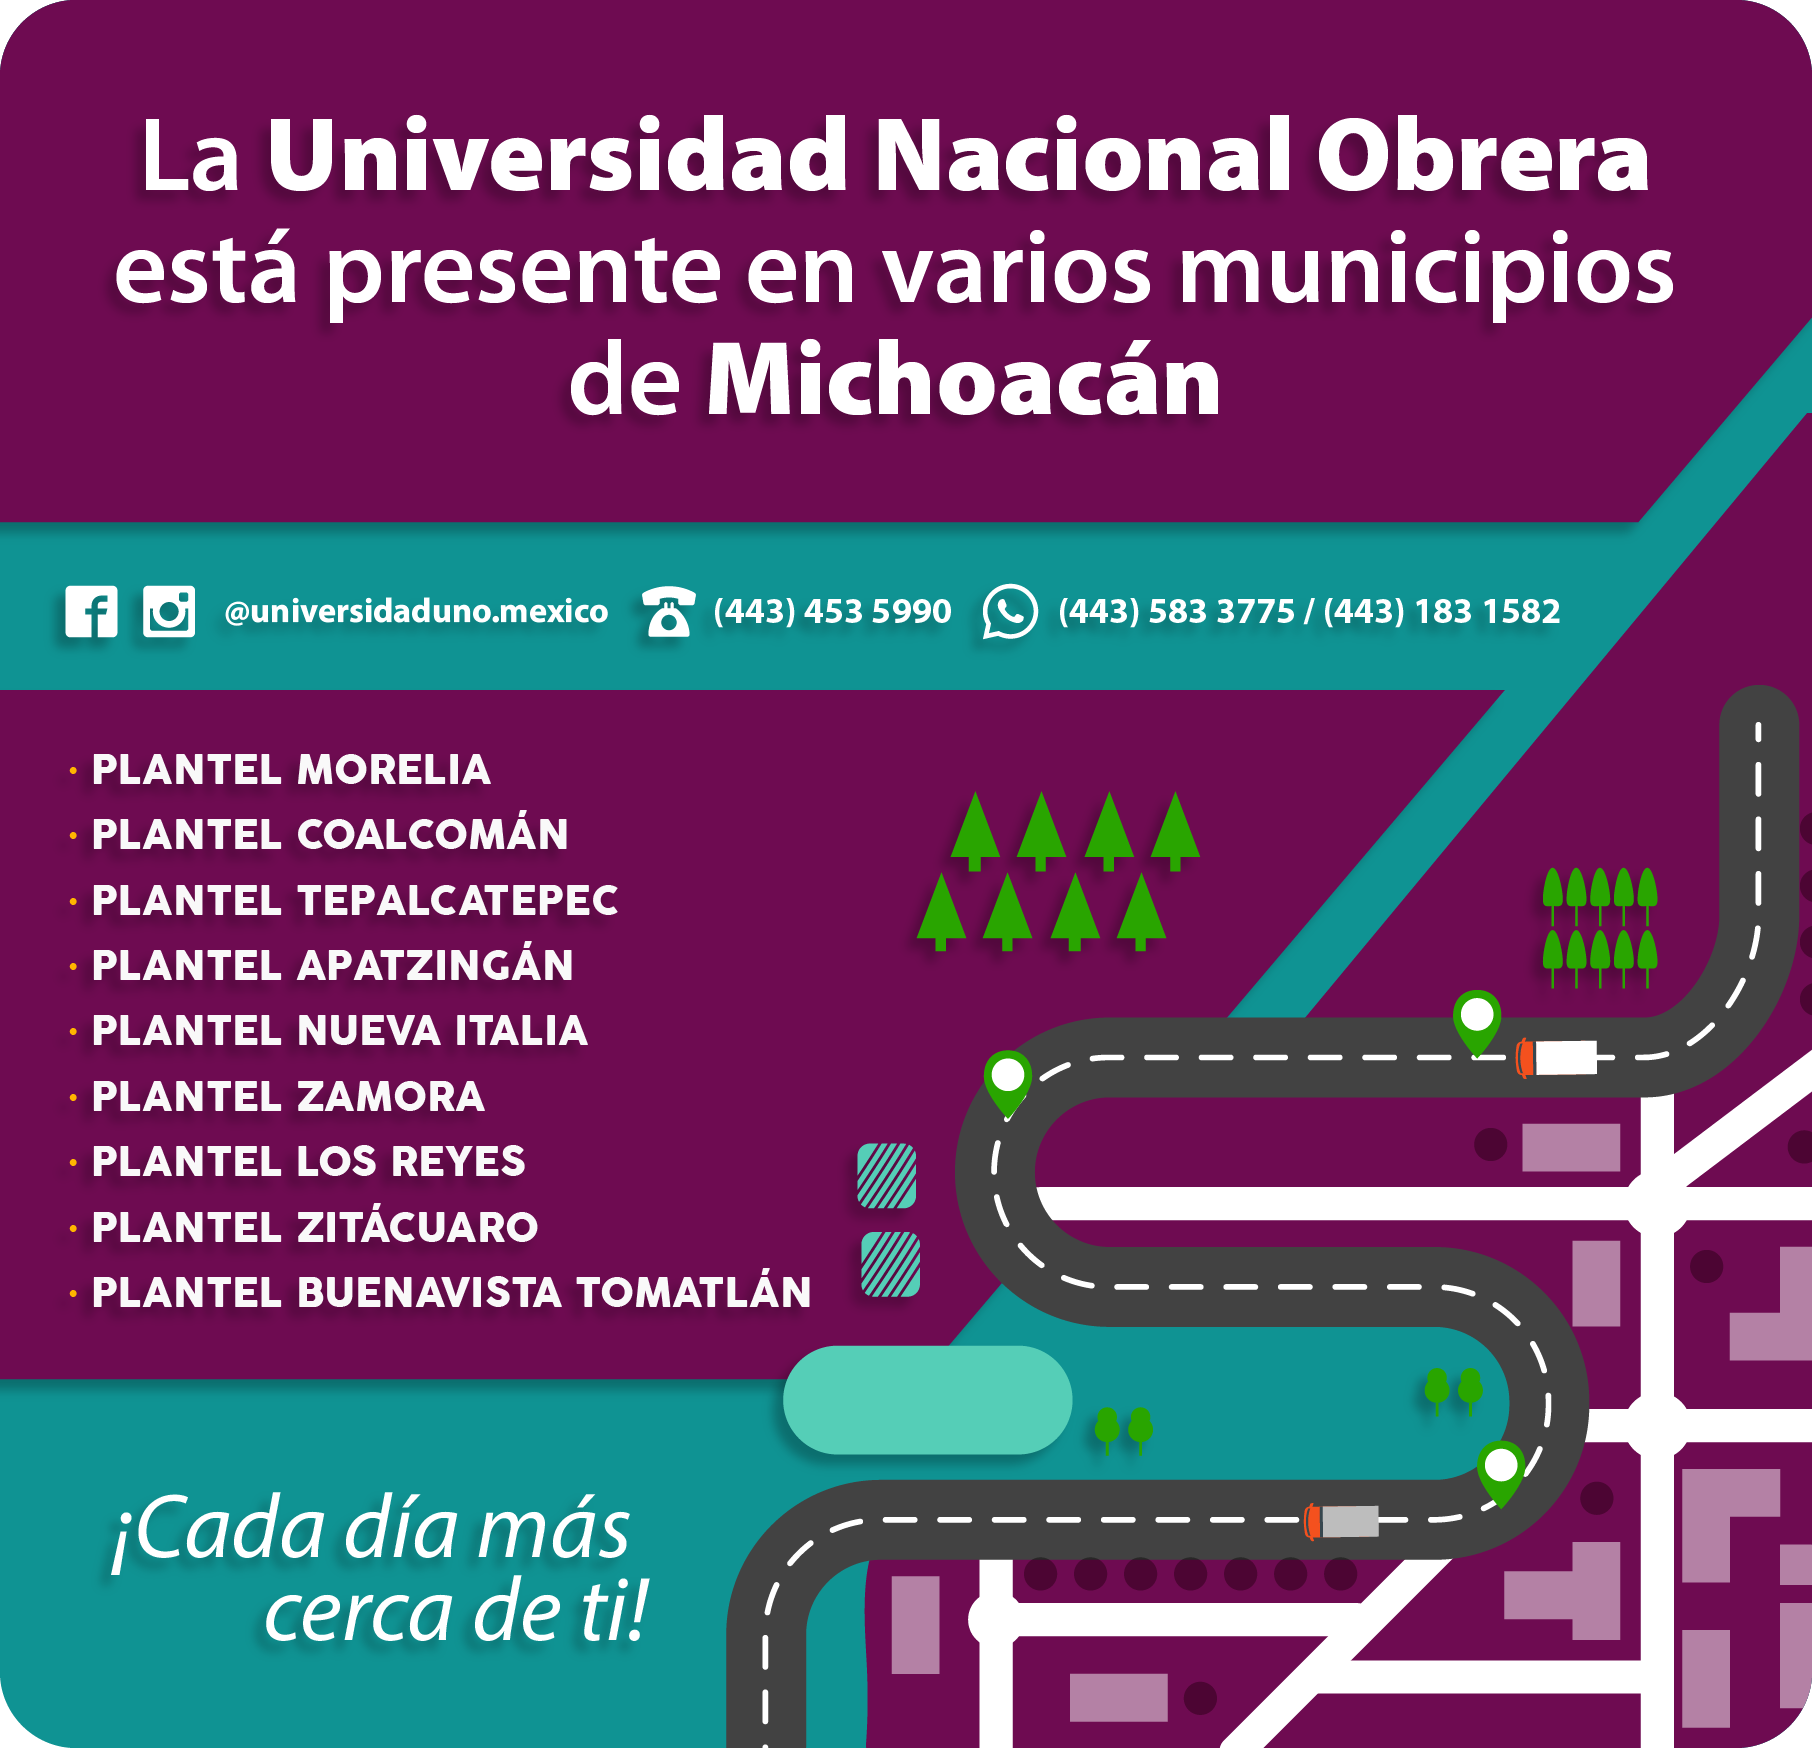 La Universidad Nacional Obrera
está presente en varios municipios
de Michoacán
@universidaduno.mexico (443) 453 5990 (443) 583 3775 / (443) 183 1582
· PLANTEL MORELIA
· PLANTEL COALCOMÁN
· PLANTEL TEPALCATEPEC
· PLANTEL APATZINGÁN
· PLANTEL NUEVA ITALIA
· PLANTEL ZAMORA
· PLANTEL LOS REYES
· PLANTEL ZITÁCUARO
· PLANTEL BUENAVISTA TOMATLÁN
¡Cada día más
cerca de ti!